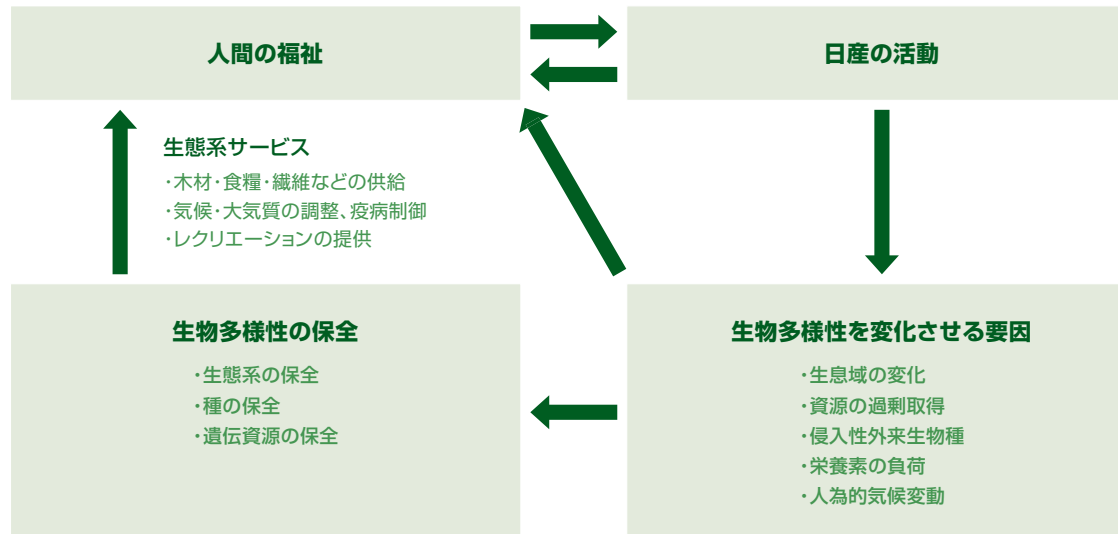 人間の福祉
日産の活動
生態系サービス
・木材・食糧・繊維などの供給
・気候・大気質の調整、疫病制御
・レクリエーションの提供
生物多様性の保全
・生態系の保全
・種の保全
・遺伝資源の保全
生物多様性を変化させる要因
・生息域の変化
・資源の過剰取得
・侵入性外来生物種
・栄養素の負荷
・人為的気候変動